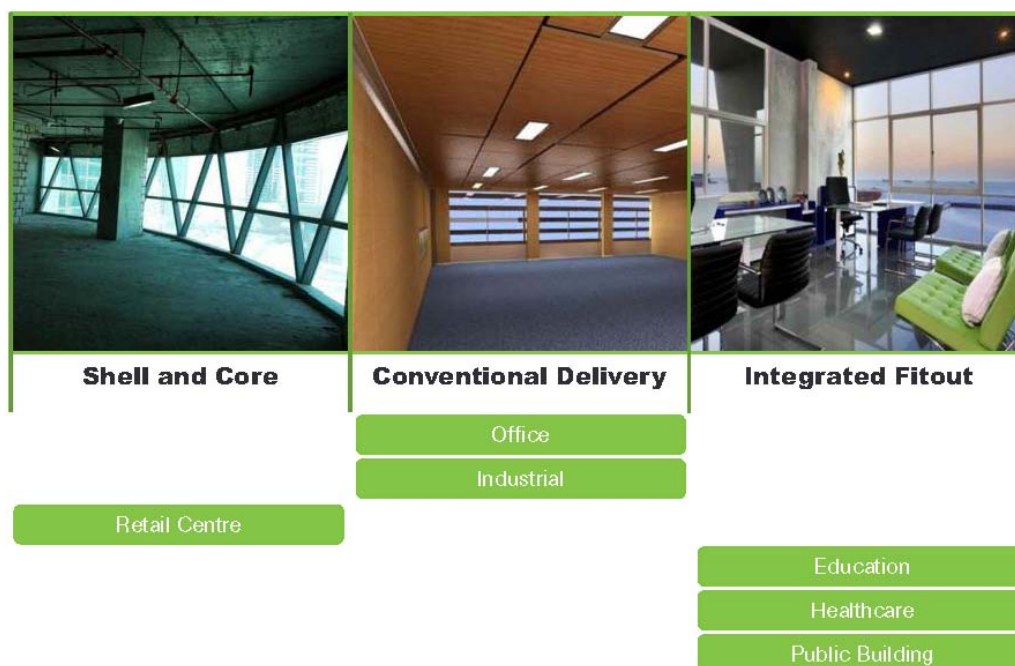 Shell and Core
Conventional Delivery
Integrated Fitout
Office
Industrial
Retail Centre
Education
Healthcare
Public Building